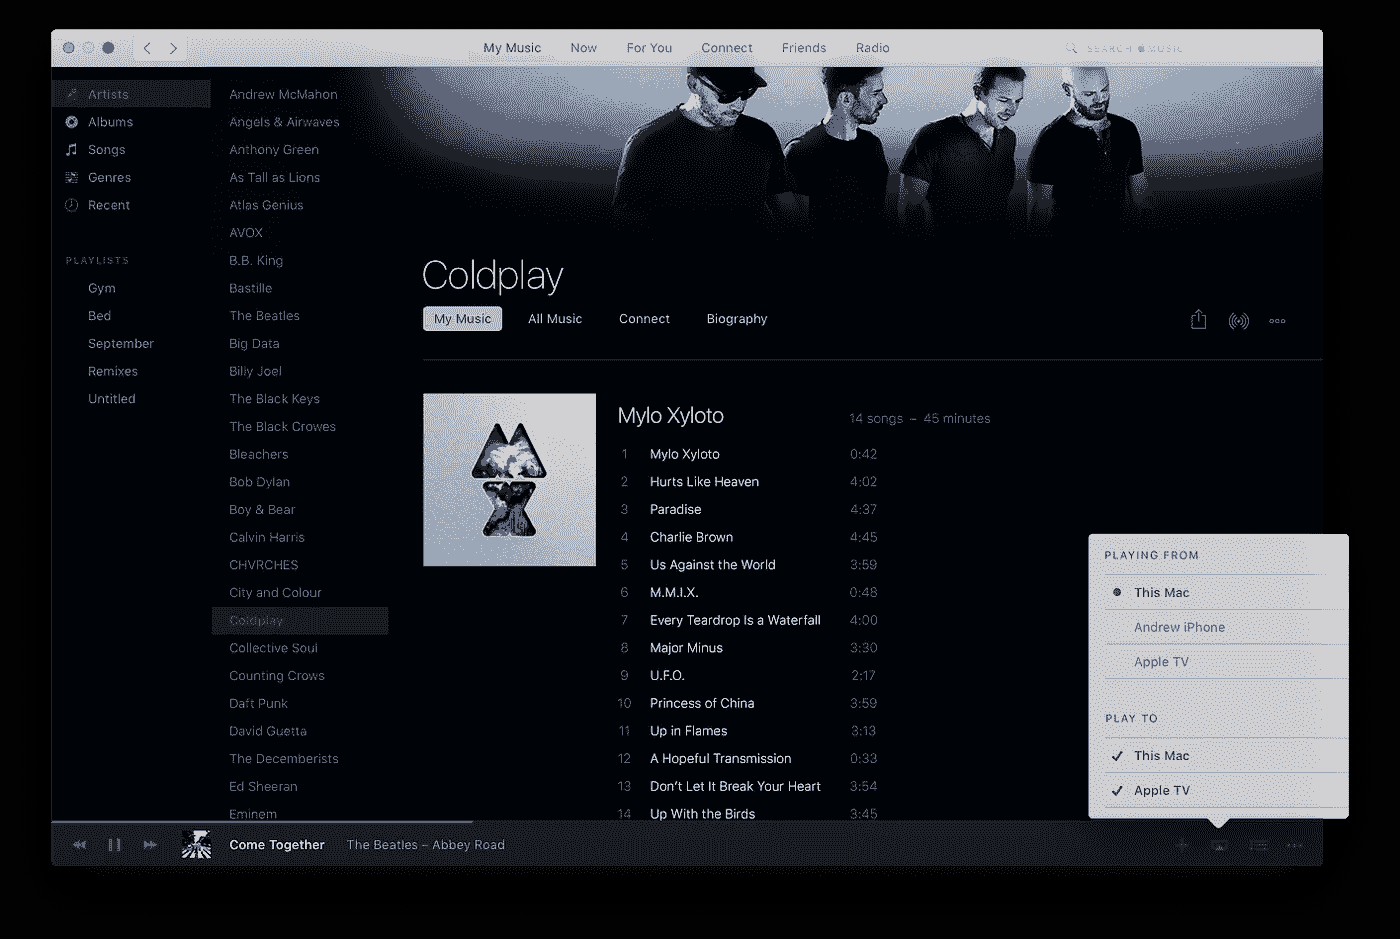 My Music Now For You Connect Friends Radio SEARCH MUSIC
Artists
Albums
Songs
Genres
Recent
PLAYLISTS
Gym
Bed
September
Remixes
Untitled
Andrew McMahon
Angels & Airwaves
Anthony Green
As Tall as Lions
Atlas Genius
AVOX
B.B. King
Bastille
The Beatles
Big Data
Billy Joel
The Black Keys
The Black Crowes
Bleachers
Bob Dylan
Boy & Bear
Calvin Harris
CHVRCHES
City and Colour
Coldplay
Collective Soul
Counting Crows
Daft Punk
David Guetta
The Decemberists
Ed Sheeran
Eminem
Coldplay
My Music All Music Connect Biography
Mylo Xyloto 14 songs – 45 minutes
1 Mylo Xyloto 0:42
2 Hurts Like Heaven 4:02
3 Paradise 4:37
4 Charlie Brown 4:45
5 Us Against the World 3:59
6 M.M.I.X. 0:48
7 Every Teardrop Is a Waterfall 4:00
8 Major Minus 3:30
9 U.F.O. 2:17
10 Princess of China 3:59
11 Up in Flames 3:13
12 A Hopeful Transmission 0:33
13 Don't Let It Break Your Heart 3:54
14 Up With the Birds 3:45
PLAYING FROM
This Mac
Andrew iPhone
Apple TV
PLAY TO
This Mac
Apple TV
Come Together The Beatles – Abbey Road